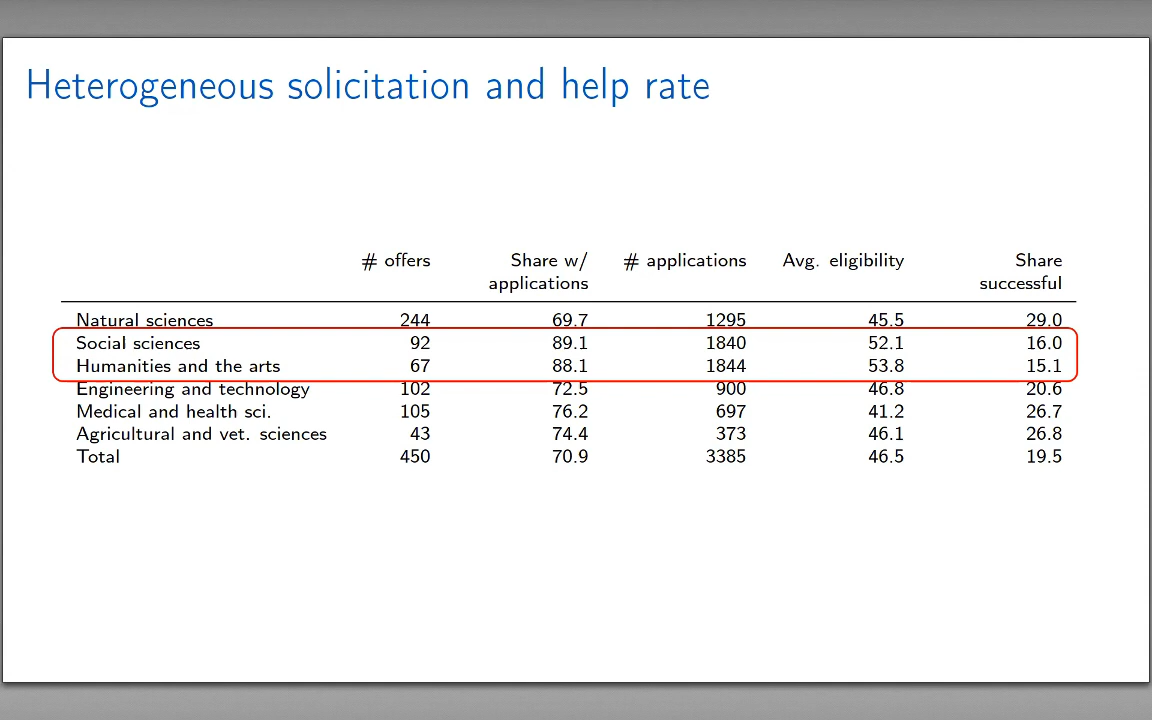 Heterogeneous solicitation and help rate
# offers Share w/ # applications Avg. eligibility Share
applications successful
Natural sciences 244 69.7 1295 45.5 29.0
Social sciences 92 89.1 1840 52.1 16.0
Humanities and the arts 67 88.1 1844 53.8 15.1
Engineering and technology 102 72.5 900 46.8 20.6
Medical and health sci. 105 76.2 697 41.2 26.7
Agricultural and vet. sciences 43 74.4 373 46.1 26.8
Total 450 70.9 3385 46.5 19.5